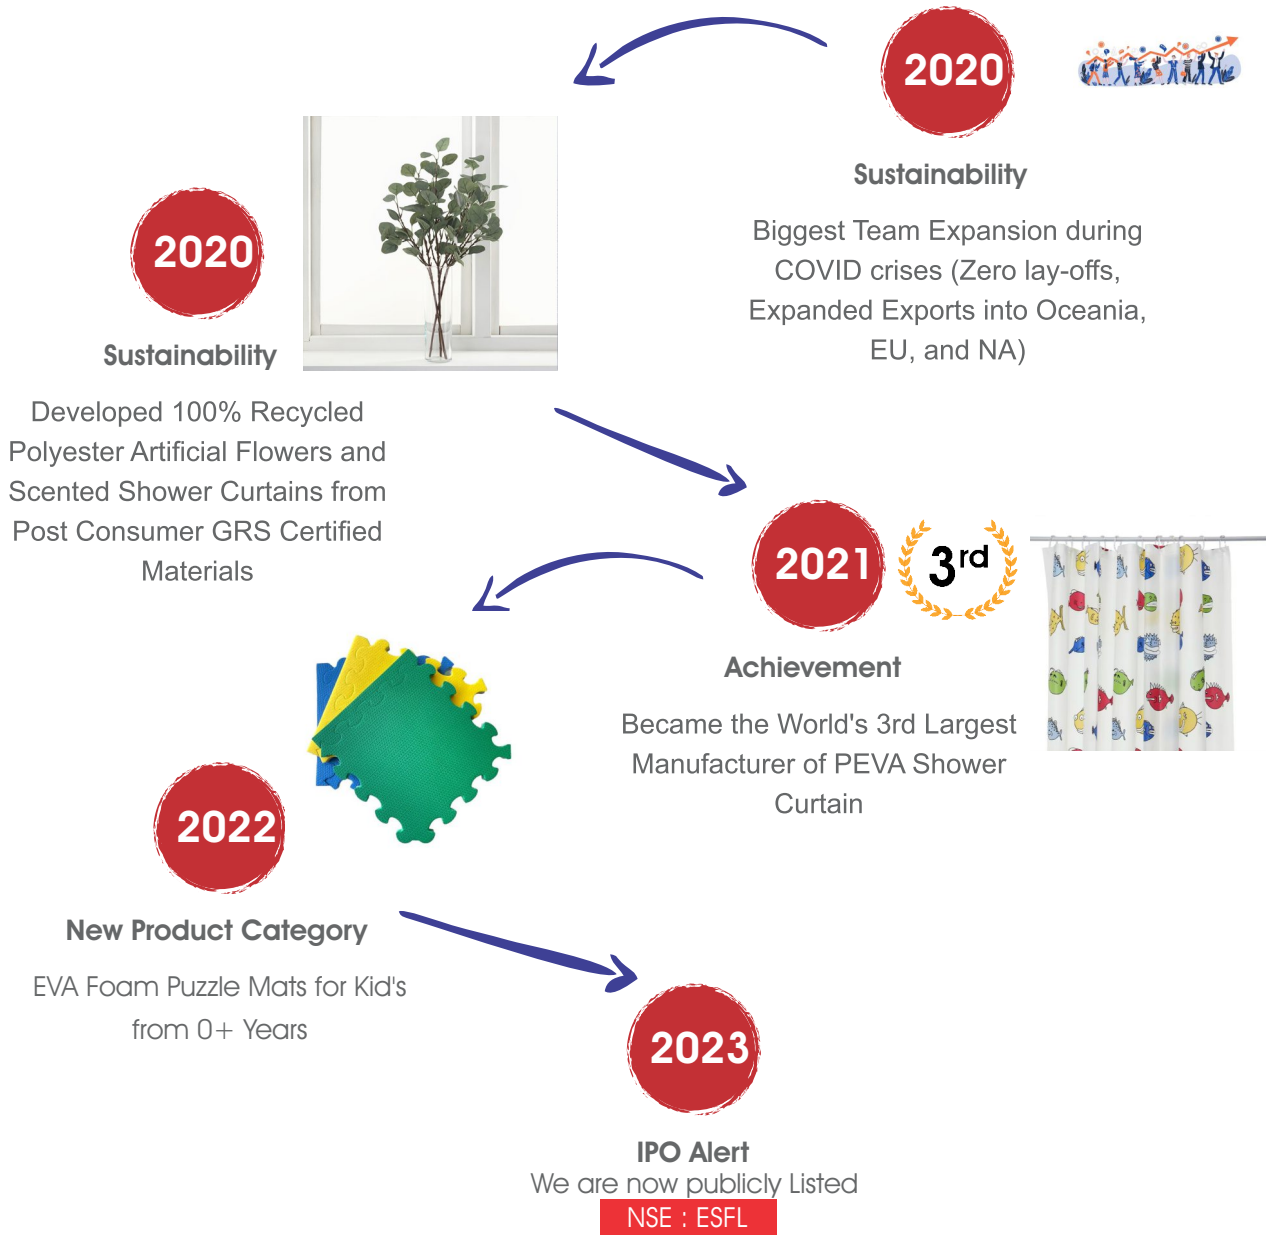 2020
Sustainability
Biggest Team Expansion during
COVID crises (Zero lay-offs,
Expanded Exports into Oceania,
EU, and NA)
2020
Sustainability
Developed 100% Recycled
Polyester Artificial Flowers and
Scented Shower Curtains from
Post Consumer GRS Certified
Materials
2021
3rd
Achievement
Became the World's 3rd Largest
Manufacturer of PEVA Shower
Curtain
2022
New Product Category
EVA Foam Puzzle Mats for Kid's
from 0+ Years
2023
IPO Alert
We are now publicly Listed
NSE : ESFL